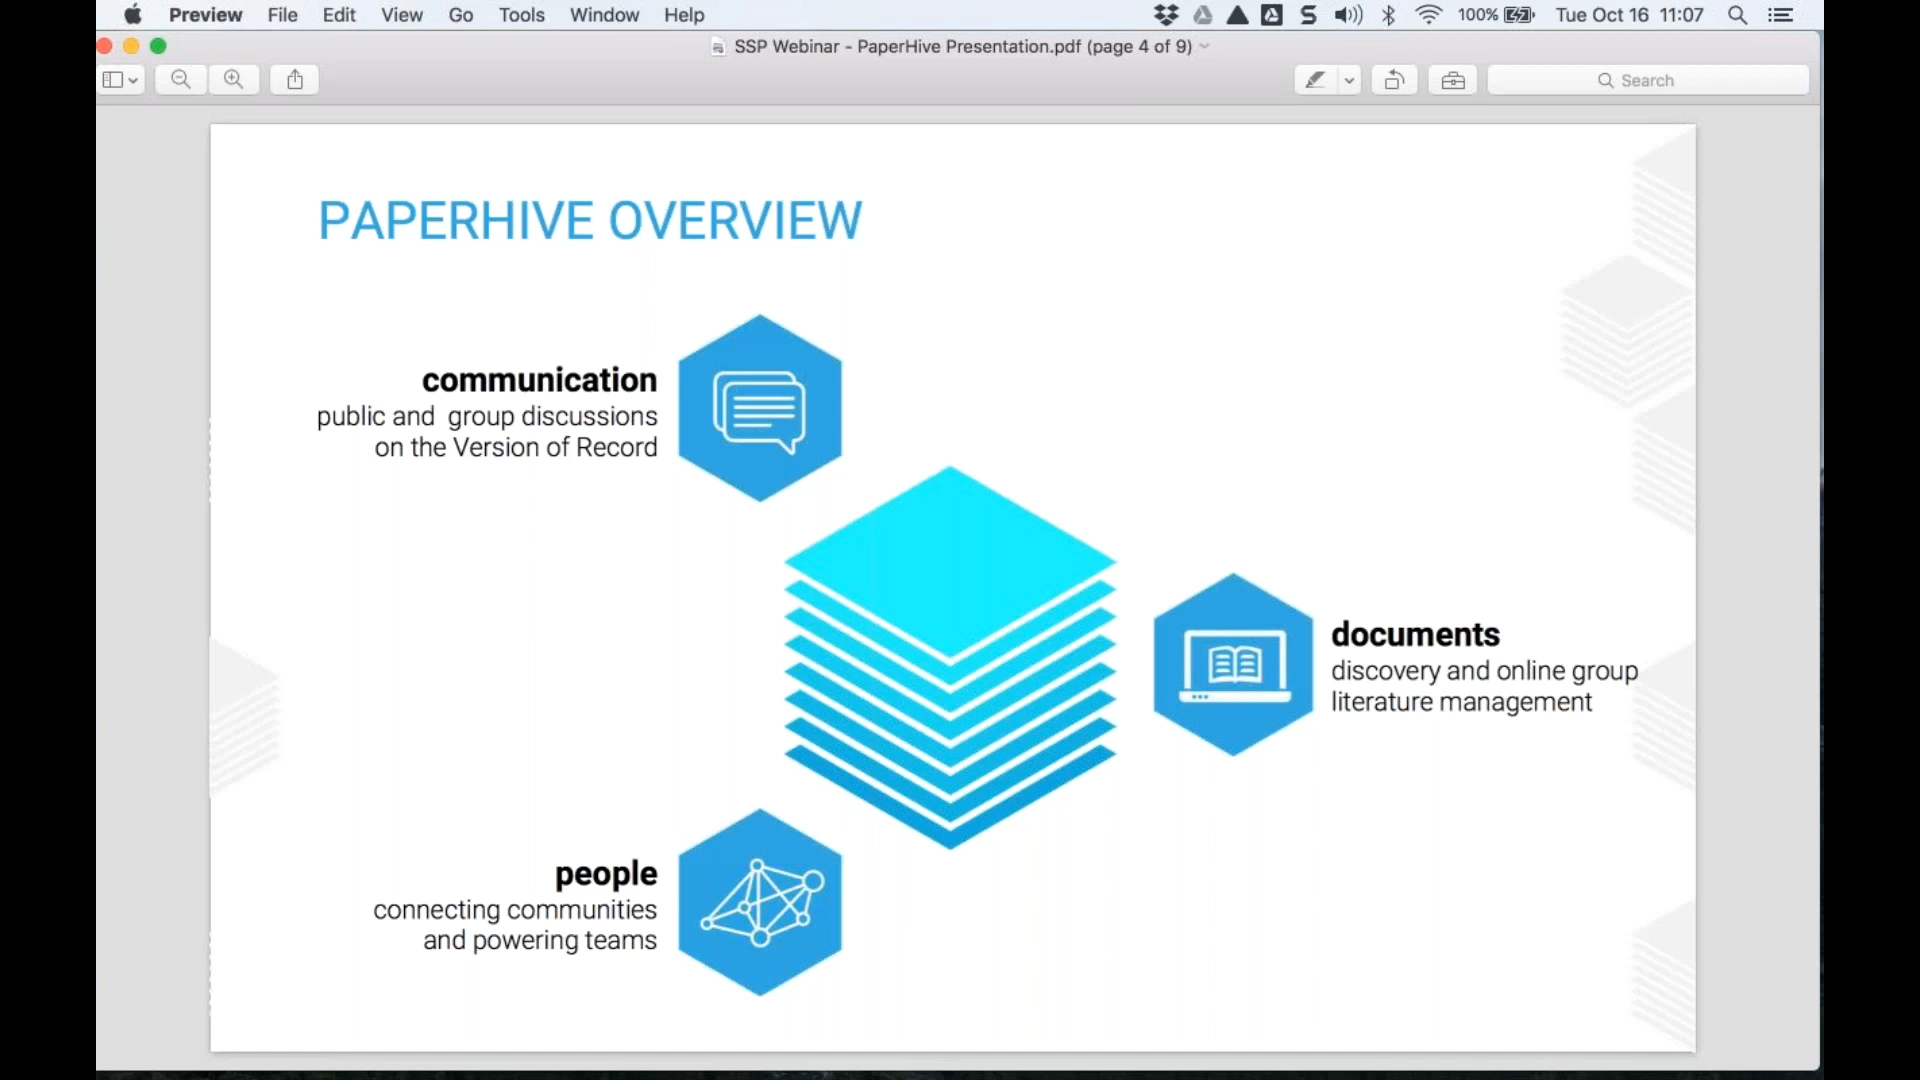 Preview File Edit View Go Tools Window Help
100% Tue Oct 16 11:07
SSP Webinar - PaperHive Presentation.pdf (page 4 of 9)
Search
PAPERHIVE OVERVIEW
communication
public and group discussions
on the Version of Record
documents
discovery and online group
literature management
people
connecting communities
and powering teams